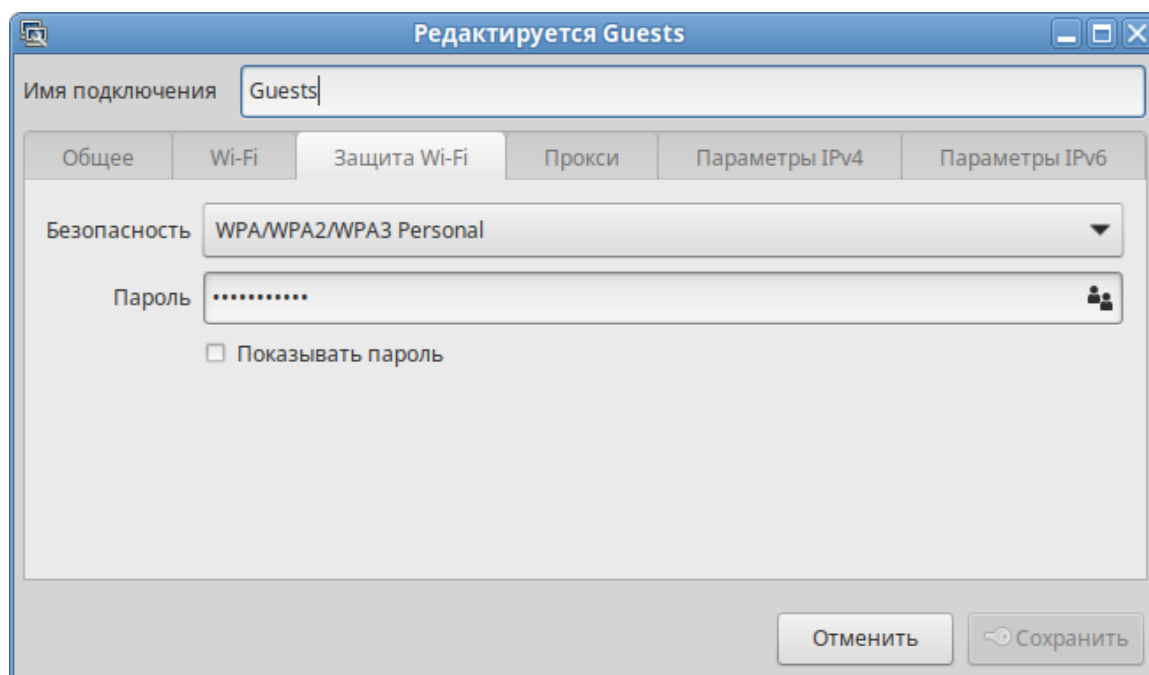 Редактируется Guests
Имя подключения Guests
Общее Wi-Fi Защита Wi-Fi Прокси Параметры IPv4 Параметры IPv6
Безопасность WPA/WPA2/WPA3 Personal
Пароль •••••••••••
Показывать пароль
Отменить Сохранить